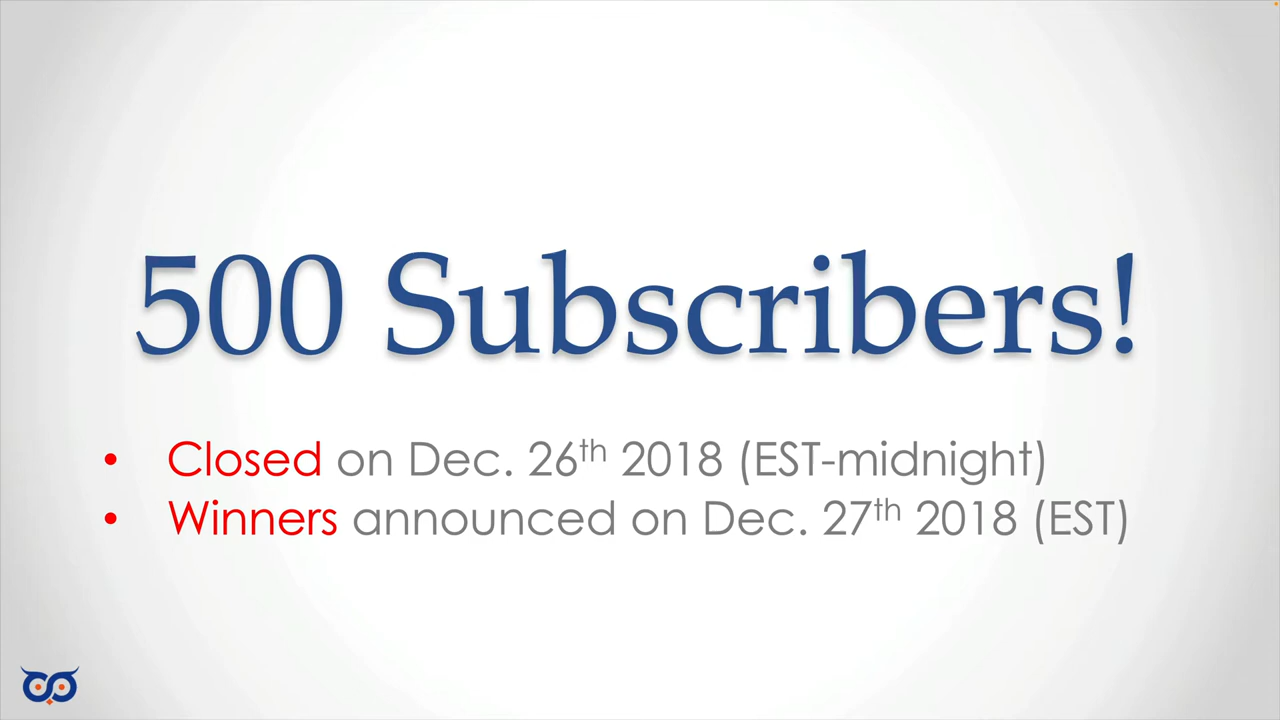 500 Subscribers!
• Closed on Dec. 26th 2018 (EST-midnight)
• Winners announced on Dec. 27th 2018 (EST)